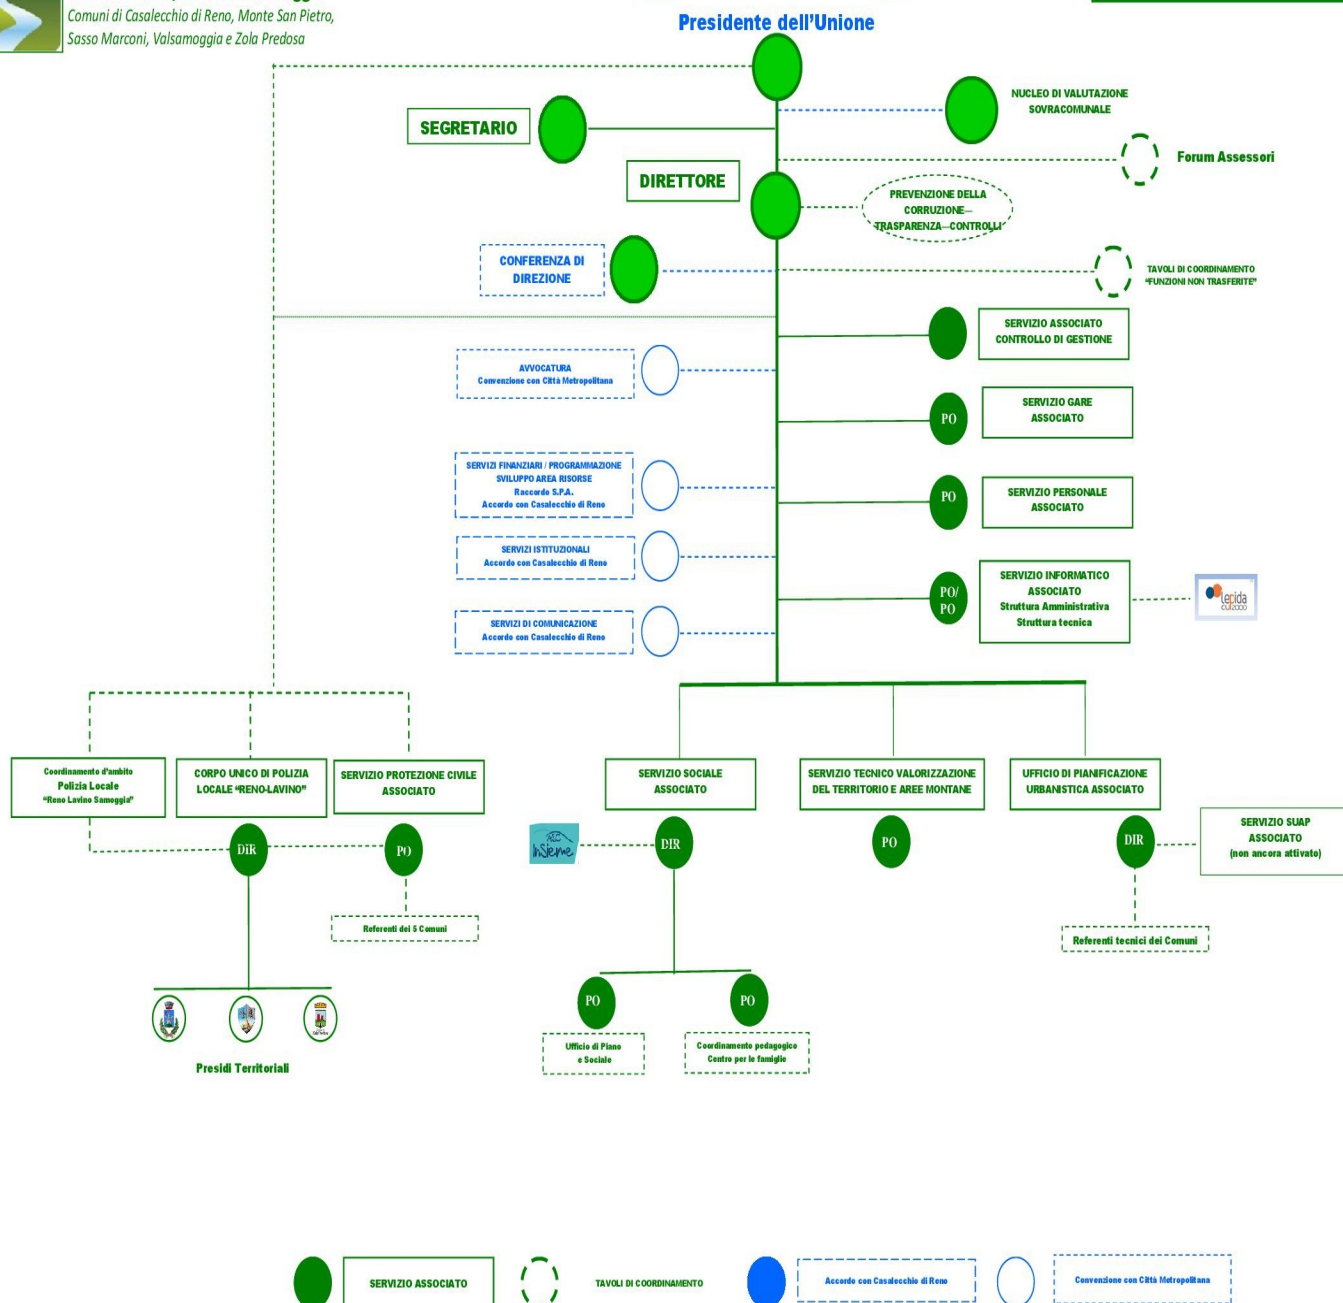 Comuni di Casalecchio di Reno, Monte San Pietro,
Sasso Marconi, Valsamoggia e Zola Predosa
Presidente dell'Unione
NUCLEO DI VALUTAZIONE
SOVRACOMUNALE
SEGRETARIO
Forum Assessori
DIRETTORE
PREVENZIONE DELLA
CORRUZIONE—
TRASPARENZA—CONTROLLI
CONFERENZA DI
DIREZIONE
TAVOLI DI COORDINAMENTO
"FUNZIONI NON TRASFERITE"
SERVIZIO ASSOCIATO
CONTROLLO DI GESTIONE
AVVOCATURA
Convenzione con Città Metropolitana
PO
SERVIZIO GARE
ASSOCIATO
SERVIZI FINANZIARI / PROGRAMMAZIONE
SVILUPPO AREA RISORSE
Raccordo S.P.A.
Accordo con Casalecchio di Reno
PO
SERVIZIO PERSONALE
ASSOCIATO
SERVIZI ISTITUZIONALI
Accordo con Casalecchio di Reno
PO/
PO
SERVIZIO INFORMATICO
ASSOCIATO
Struttura Amministrativa
Struttura tecnica
lepida
SERVIZI DI COMUNICAZIONE
Accordo con Casalecchio di Reno
Coordinamento d'ambito
Polizia Locale
"Reno Lavino Samoggia"
CORPO UNICO DI POLIZIA
LOCALE "RENO-LAVINO"
SERVIZIO PROTEZIONE CIVILE
ASSOCIATO
SERVIZIO SOCIALE
ASSOCIATO
SERVIZIO TECNICO VALORIZZAZIONE
DEL TERRITORIO E AREE MONTANE
UFFICIO DI PIANIFICAZIONE
URBANISTICA ASSOCIATO
SERVIZIO SUAP
ASSOCIATO
(non ancora attivato)
DiR
PO
InSieme
DIR
PO
DIR
Referenti dei 5 Comuni
Referenti tecnici dei Comuni
PO
PO
Ufficio di Piano
e Sociale
Coordinamento pedagogico
Centro per le famiglie
Presidi Territoriali
SERVIZIO ASSOCIATO
TAVOLI DI COORDINAMENTO
Accordo con Casalecchio di Reno
Convenzione con Città Metropolitana